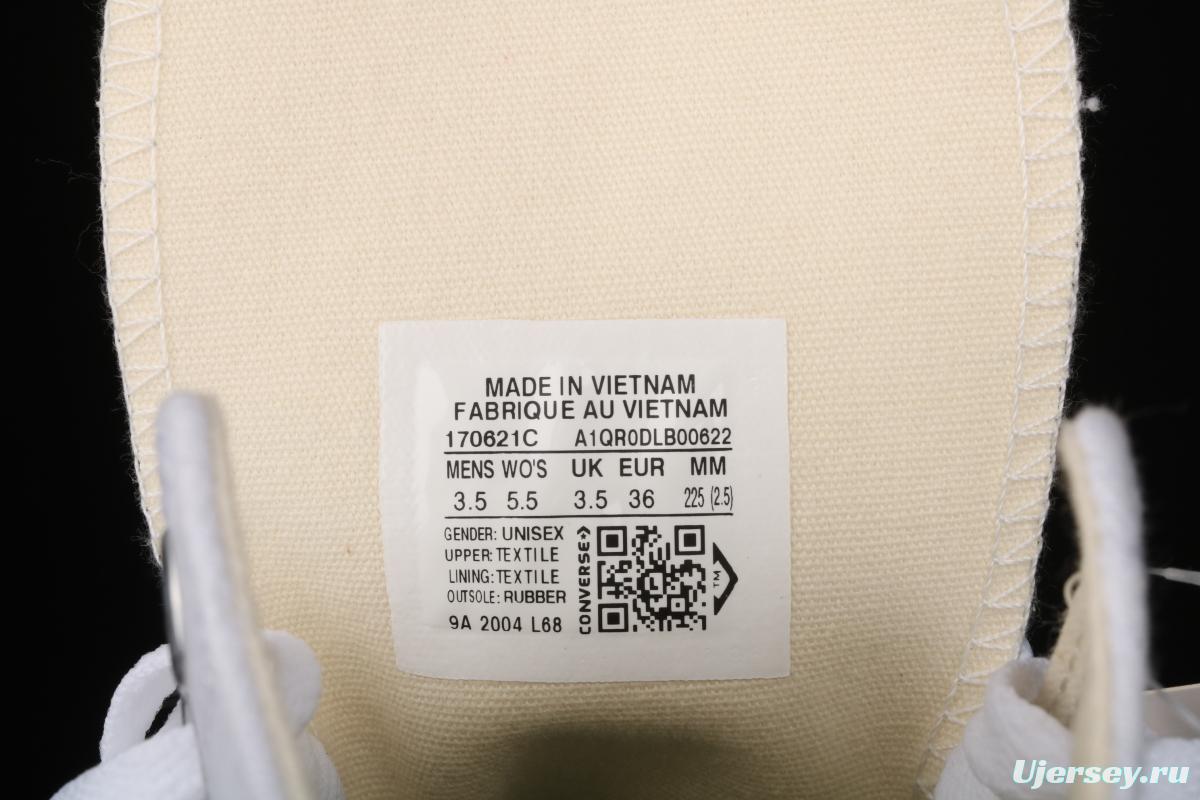 MADE IN VIETNAM
FABRIQUE AU VIETNAM
170621C A1QR0DLB00622
MENS WO'S UK EUR MM
3.5 5.5 3.5 36 225 (2.5)
GENDER: UNISEX
UPPER: TEXTILE
LINING: TEXTILE
OUTSOLE: RUBBER
9A 2004 L68
CONVERSE
TM
Ujersey.ru